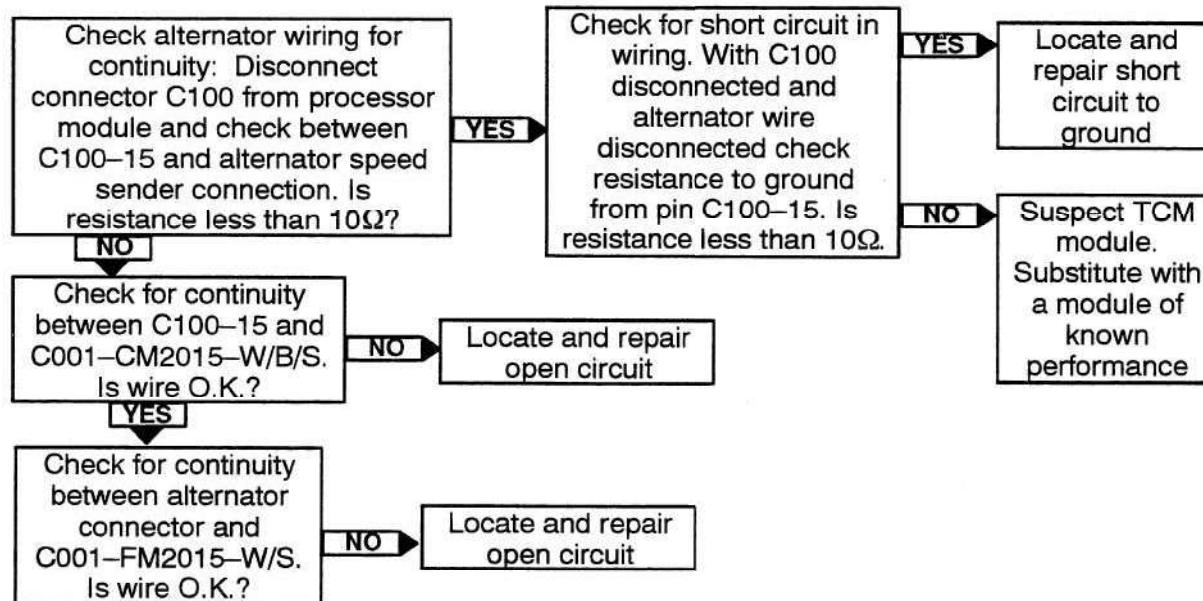 Check alternator wiring for
continuity: Disconnect
connector C100 from processor
module and check between
C100–15 and alternator speed
sender connection. Is
resistance less than 10Ω?
YES
Check for short circuit in
wiring. With C100
disconnected and
alternator wire
disconnected check
resistance to ground
from pin C100–15. Is
resistance less than 10Ω.
YES
Locate and
repair short
circuit to
ground
NO
Suspect TCM
module.
Substitute with
a module of
known
performance
NO
Check for continuity
between C100–15 and
C001–CM2015–W/B/S.
Is wire O.K.?
NO
Locate and repair
open circuit
YES
Check for continuity
between alternator
connector and
C001–FM2015–W/S.
Is wire O.K.?
NO
Locate and repair
open circuit